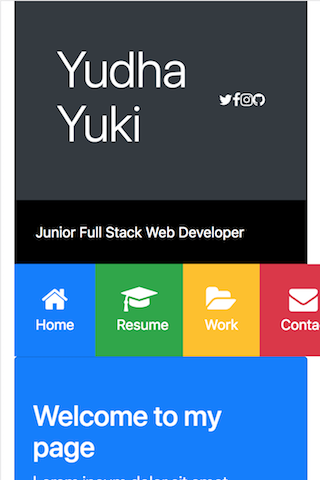 Yudha
Yuki
Junior Full Stack Web Developer
Home Resume Work Conta
Welcome to my
page
Lorem ipsum dolor sit amet